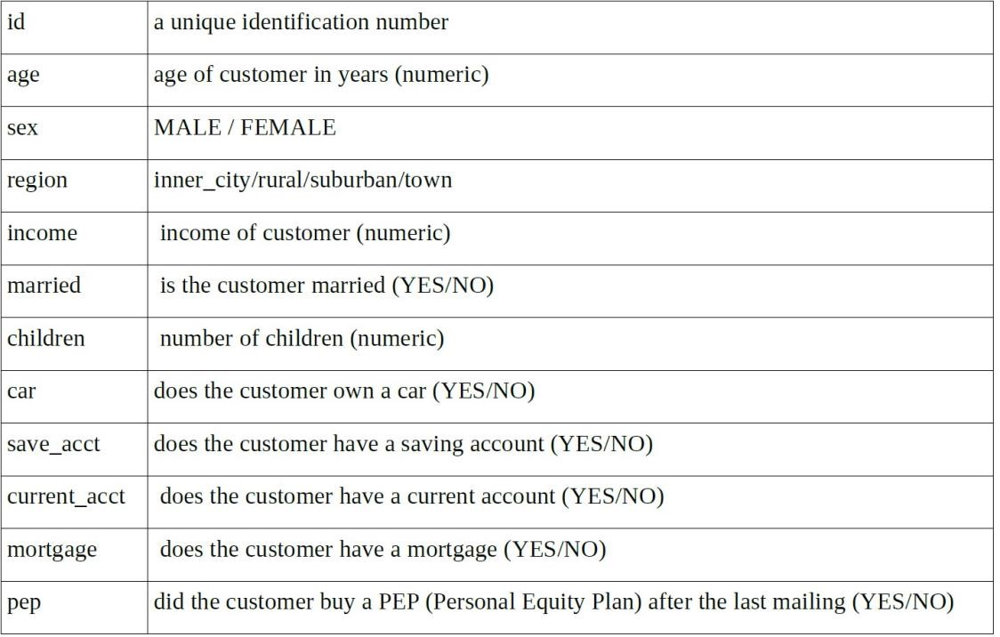 id a unique identification number
age age of customer in years (numeric)
sex MALE / FEMALE
region inner_city/rural/suburban/town
income income of customer (numeric)
married is the customer married (YES/NO)
children number of children (numeric)
car does the customer own a car (YES/NO)
save_acct does the customer have a saving account (YES/NO)
current_acct does the customer have a current account (YES/NO)
mortgage does the customer have a mortgage (YES/NO)
pep did the customer buy a PEP (Personal Equity Plan) after the last mailing (YES/NO)